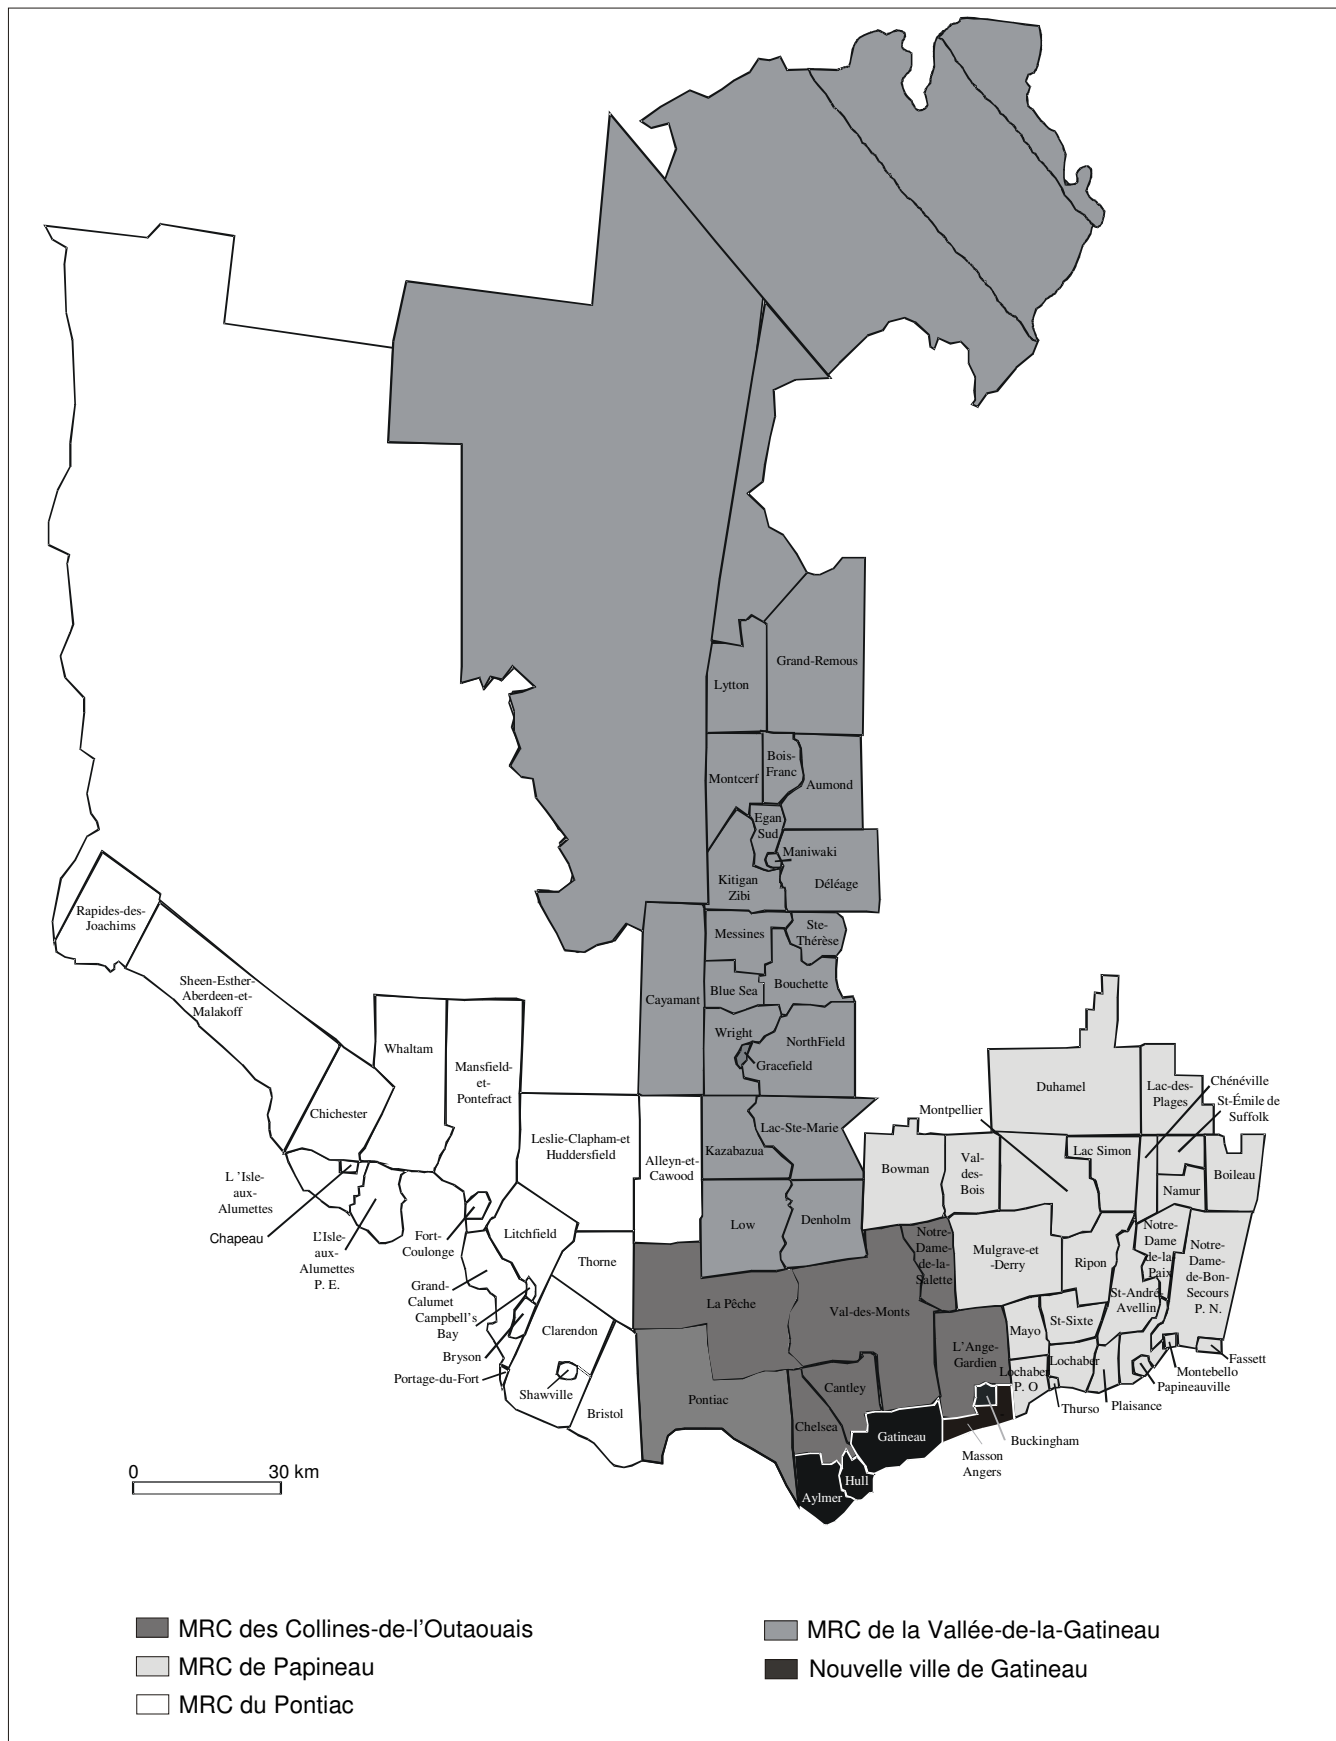 Grand-Remous
Lytton
Bois-
Franc
Montcerf
Aumond
Egan
Sud
Maniwaki
Kitigan
Zibi
Déléage
Rapides-des-
Joachims
Messines
Ste-
Thérèse
Sheen-Esther-
Aberdeen-et-
Malakoff
Blue Sea
Bouchette
Cayamant
Wright
NorthField
Gracefield
Whaltam
Mansfield-
et-
Pontefract
Duhamel
Lac-des-
Plages
Chénéville
St-Émile de
Suffolk
Montpellier
Chichester
Leslie-Clapham-et
Huddersfield
Lac-Ste-Marie
Kazabazua
Alleyn-et-
Cawood
Bowman
Val-
des-
Bois
Lac Simon
Boileau
Namur
L 'Isle-
aux-
Alumettes
Chapeau
L'Isle-
aux-
Alumettes
P. E.
Fort-
Coulonge
Litchfield
Low
Denholm
Notre-
Dame-
de-la-
Salette
Mulgrave-et
-Derry
Ripon
Notre-
Dame
de-la-
Paix
Notre-
Dame-
de-Bon-
Secours
P. N.
Thorne
Grand-
Calumet
Campbell's
Bay
La Pêche
Val-des-Monts
St-André-
Avellin
St-Sixte
Mayo
Clarendon
Bryson
Portage-du-Fort
Shawville
Bristol
L'Ange-
Gardien
Lochaber
P. O
Lochaber
Fassett
Montebello
Papineauville
Plaisance
Thurso
Pontiac
Cantley
Chelsea
Gatineau
Buckingham
Masson
Angers
Hull
Aylmer
0 30 km
MRC des Collines-de-l'Outaouais
MRC de Papineau
MRC du Pontiac
MRC de la Vallée-de-la-Gatineau
Nouvelle ville de Gatineau